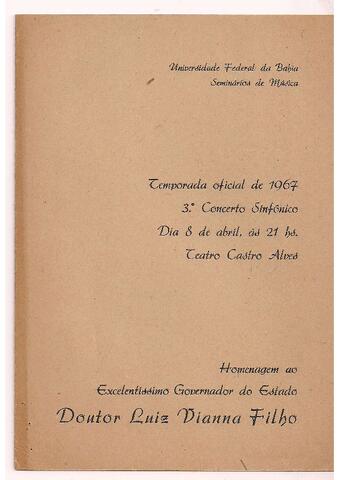 Universidade Federal da Bahia
Seminários de Música
Temporada oficial de 1967
3.º Concerto Sinfônico
Dia 8 de abril, às 21 hs.
Teatro Castro Alves
Homenagem ao
Excelentíssimo Governador do Estado
Doutor Luiz Vianna Filho